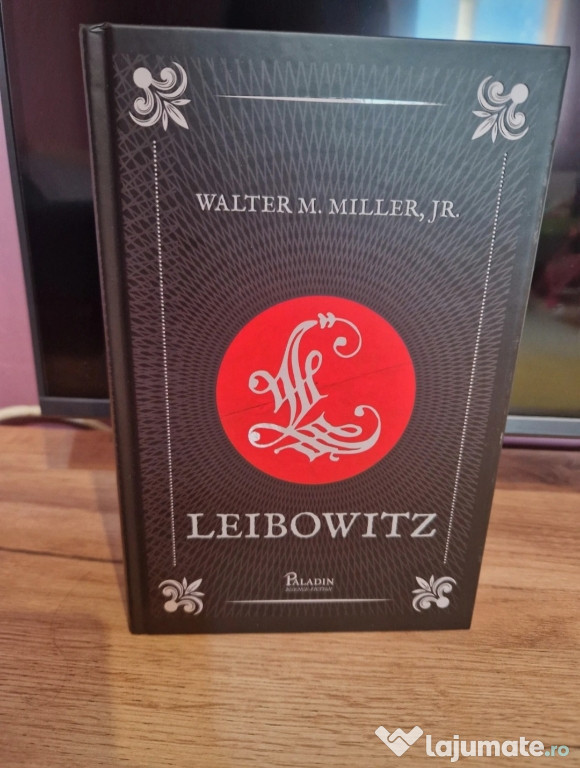 WALTER M. MILLER, JR.
L
LEIBOWITZ
PALADIN
lajumate.ro